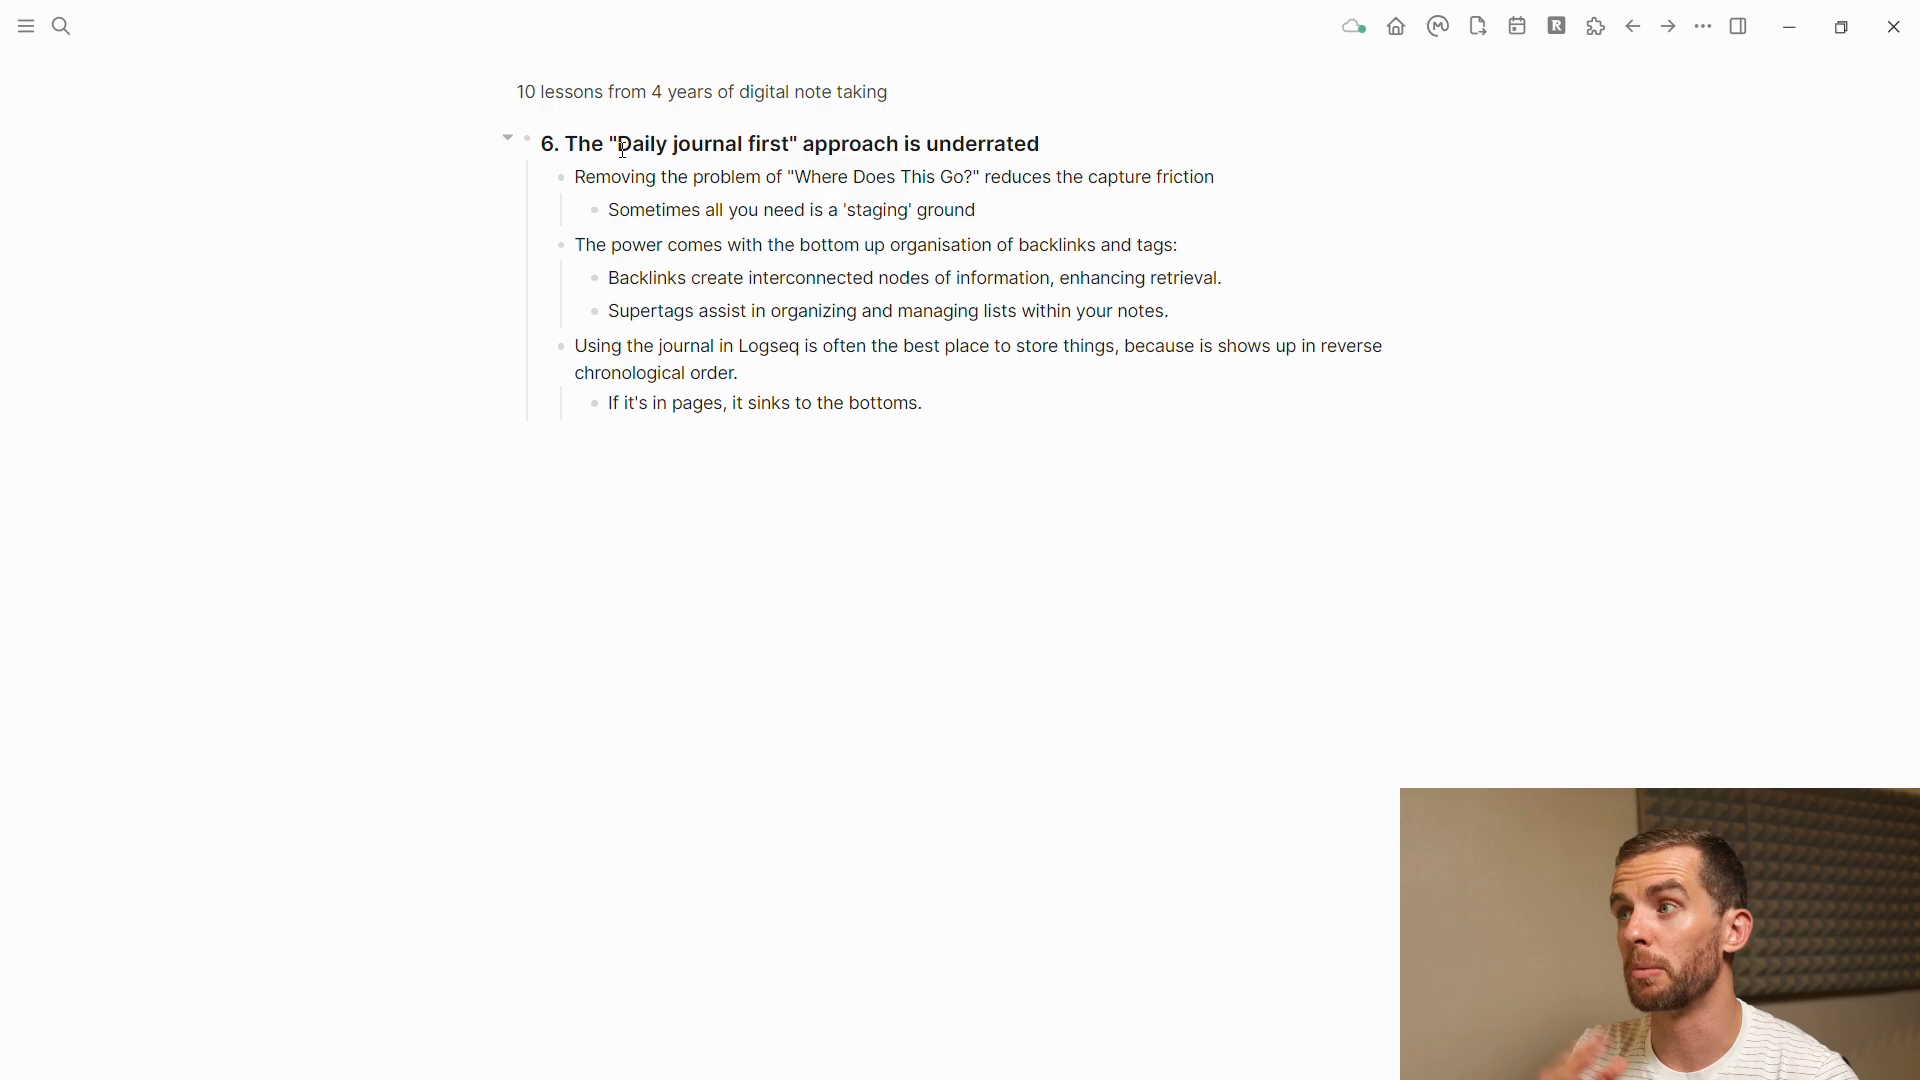 10 lessons from 4 years of digital note taking
6. The "Daily journal first" approach is underrated
Removing the problem of "Where Does This Go?" reduces the capture friction
Sometimes all you need is a 'staging' ground
The power comes with the bottom up organisation of backlinks and tags:
Backlinks create interconnected nodes of information, enhancing retrieval.
Supertags assist in organizing and managing lists within your notes.
Using the journal in Logseq is often the best place to store things, because is shows up in reverse
chronological order.
If it's in pages, it sinks to the bottoms.